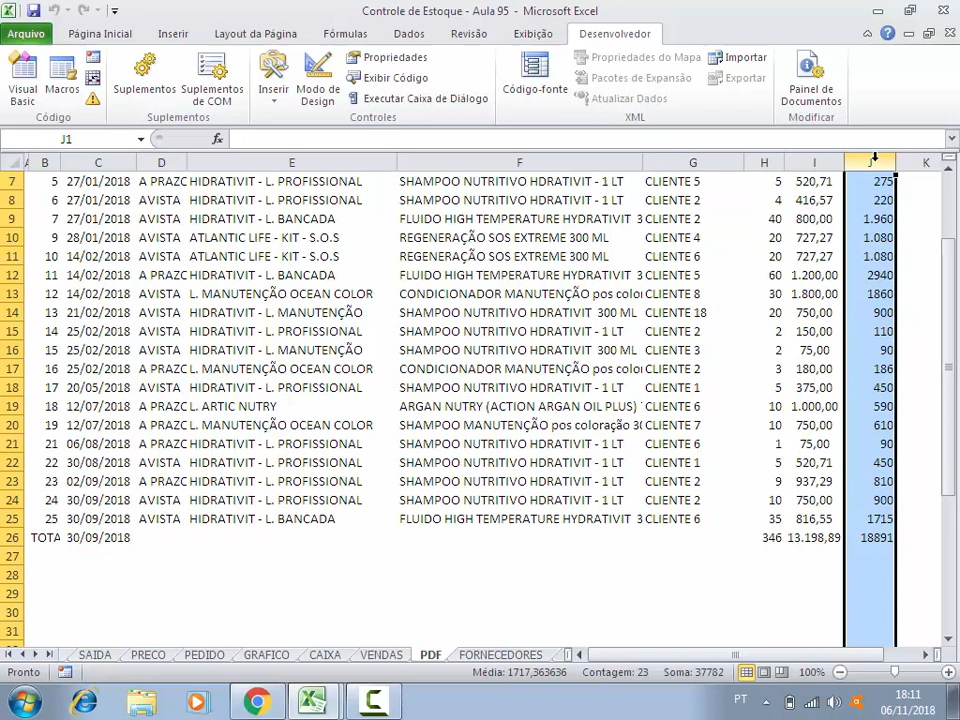 Controle de Estoque - Aula 95 - Microsoft Excel
Arquivo Página Inicial Inserir Layout da Página Fórmulas Dados Revisão Exibição Desenvolvedor
Visual Basic Macros Suplementos Suplementos de COM Inserir Modo de Design Propriedades Exibir Código Executar Caixa de Diálogo Código-fonte Propriedades do Mapa Pacotes de Expansão Atualizar Dados Importar Exportar Painel de Documentos
Código Suplementos Controles XML Modificar
J1 fx
A B C D E F G H I J K
7 5 27/01/2018 A PRAZC HIDRATIVIT - L. PROFISSIONAL SHAMPOO NUTRITIVO HDRATIVIT - 1 LT CLIENTE 5 5 520,71 275
8 6 27/01/2018 AVISTA HIDRATIVIT - L. PROFISSIONAL SHAMPOO NUTRITIVO HDRATIVIT - 1 LT CLIENTE 2 4 416,57 220
9 7 27/01/2018 AVISTA HIDRATIVIT - L. BANCADA FLUIDO HIGH TEMPERATURE HYDRATIVIT 3 CLIENTE 2 40 800,00 1.960
10 9 28/01/2018 AVISTA ATLANTIC LIFE - KIT - S.O.S REGENERAÇÃO SOS EXTREME 300 ML CLIENTE 4 20 727,27 1.080
11 10 14/02/2018 AVISTA ATLANTIC LIFE - KIT - S.O.S REGENERAÇÃO SOS EXTREME 300 ML CLIENTE 6 20 727,27 1.080
12 11 14/02/2018 A PRAZC HIDRATIVIT - L. BANCADA FLUIDO HIGH TEMPERATURE HYDRATIVIT 3 CLIENTE 5 60 1.200,00 2940
13 12 14/02/2018 AVISTA L. MANUTENÇÃO OCEAN COLOR CONDICIONADOR MANUTENÇÃO pos color CLIENTE 8 30 1.800,00 1860
14 13 21/02/2018 AVISTA HIDRATIVIT - L. MANUTENÇÃO SHAMPOO NUTRITIVO HDRATIVIT 300 ML CLIENTE 18 20 750,00 900
15 14 25/02/2018 AVISTA HIDRATIVIT - L. PROFISSIONAL SHAMPOO NUTRITIVO HDRATIVIT - 1 LT CLIENTE 2 2 150,00 110
16 15 25/02/2018 AVISTA HIDRATIVIT - L. MANUTENÇÃO SHAMPOO NUTRITIVO HDRATIVIT 300 ML CLIENTE 3 2 75,00 90
17 16 25/02/2018 A PRAZC L. MANUTENÇÃO OCEAN COLOR CONDICIONADOR MANUTENÇÃO pos color CLIENTE 2 3 180,00 186
18 17 20/05/2018 AVISTA HIDRATIVIT - L. PROFISSIONAL SHAMPOO NUTRITIVO HDRATIVIT - 1 LT CLIENTE 1 5 375,00 450
19 18 12/07/2018 A PRAZC L. ARTIC NUTRY ARGAN NUTRY (ACTION ARGAN OIL PLUS) CLIENTE 6 10 1.000,00 590
20 19 12/07/2018 A PRAZC L. MANUTENÇÃO OCEAN COLOR SHAMPOO MANUTENÇÃO pos coloração 30 CLIENTE 7 10 750,00 610
21 21 06/08/2018 A PRAZC HIDRATIVIT - L. PROFISSIONAL SHAMPOO NUTRITIVO HDRATIVIT - 1 LT CLIENTE 6 1 75,00 90
22 22 30/08/2018 AVISTA HIDRATIVIT - L. PROFISSIONAL SHAMPOO NUTRITIVO HDRATIVIT - 1 LT CLIENTE 1 5 520,71 450
23 23 02/09/2018 A PRAZC HIDRATIVIT - L. PROFISSIONAL SHAMPOO NUTRITIVO HDRATIVIT - 1 LT CLIENTE 2 9 937,29 810
24 24 30/09/2018 AVISTA HIDRATIVIT - L. PROFISSIONAL SHAMPOO NUTRITIVO HDRATIVIT - 1 LT CLIENTE 2 10 750,00 900
25 25 30/09/2018 AVISTA HIDRATIVIT - L. BANCADA FLUIDO HIGH TEMPERATURE HYDRATIVIT 3 CLIENTE 6 35 816,55 1715
26 TOTA 30/09/2018 346 13.198,89 18891
27
28
29
30
31
SAIDA PRECO PEDIDO GRAFICO CAIXA VENDAS PDF FORNECEDORES
Pronto Média: 1717,363636 Contagem: 23 Soma: 37782 100%
PT 18:11
06/11/2018